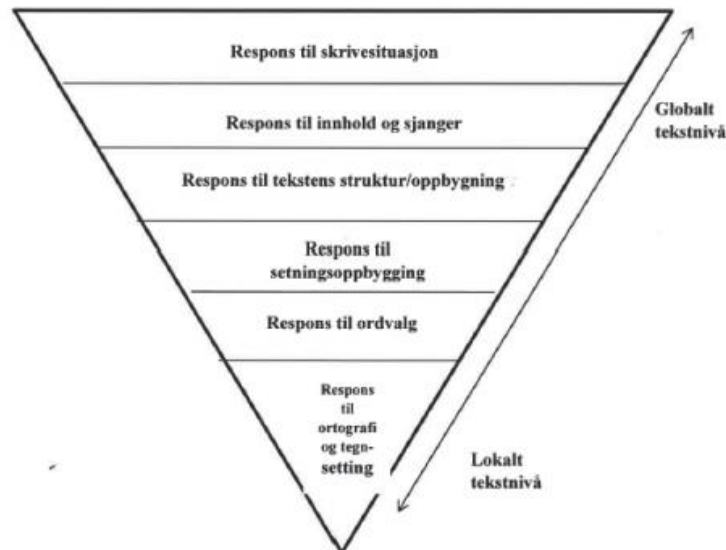 Respons til skrivesituasjon
Respons til innhold og sjanger
Respons til tekstens struktur/oppbygning
Respons til
setningsoppbygging
Respons til ordvalg
Respons
til
ortografi
og tegn-
setting
Globalt
tekstnivå
Lokalt
tekstnivå